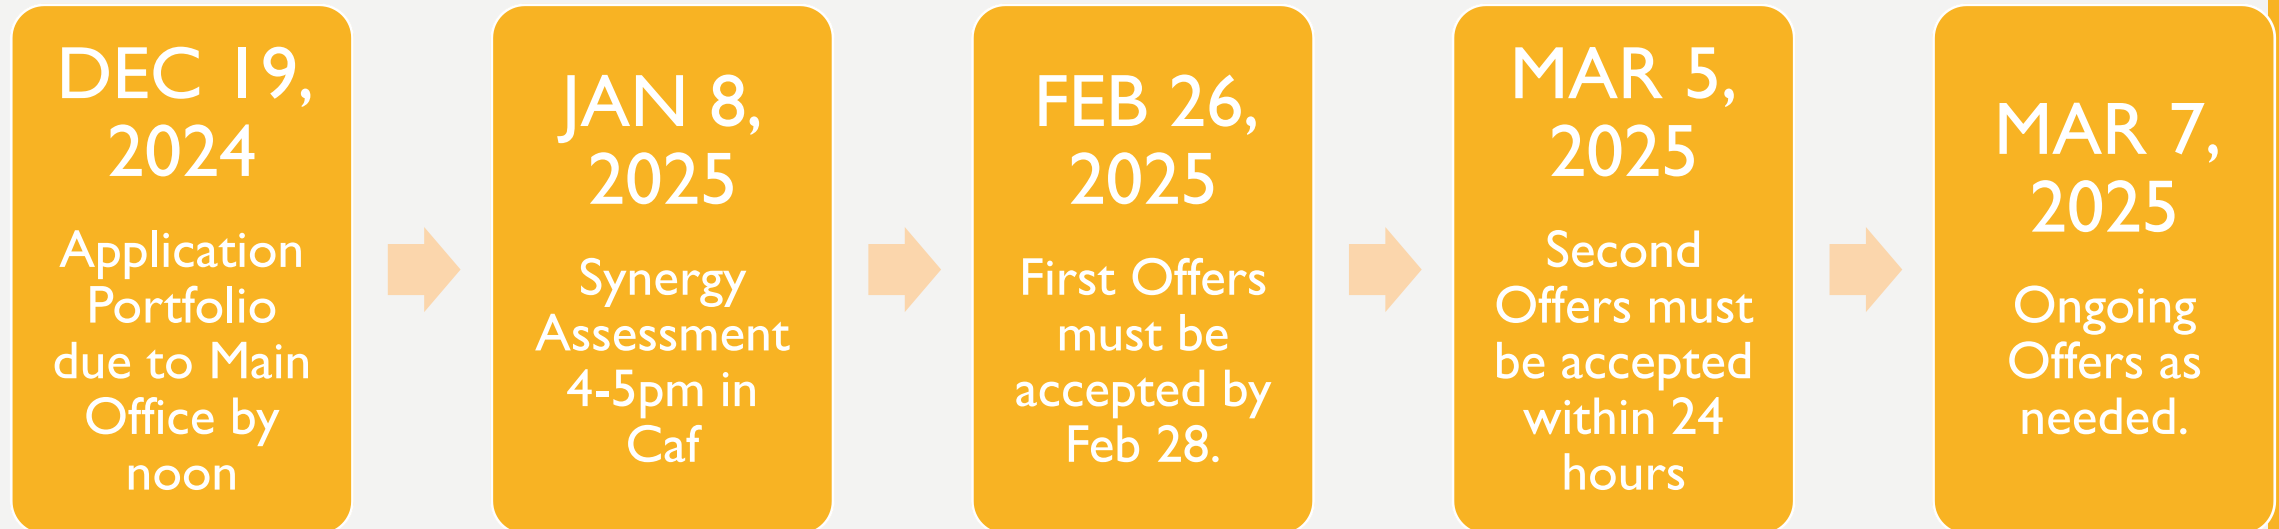 DEC 19,
2024
Application
Portfolio
due to Main
Office by
noon
JAN 8,
2025
Synergy
Assessment
4-5pm in
Caf
FEB 26,
2025
First Offers
must be
accepted by
Feb 28.
MAR 5,
2025
Second
Offers must
be accepted
within 24
hours
MAR 7,
2025
Ongoing
Offers as
needed.